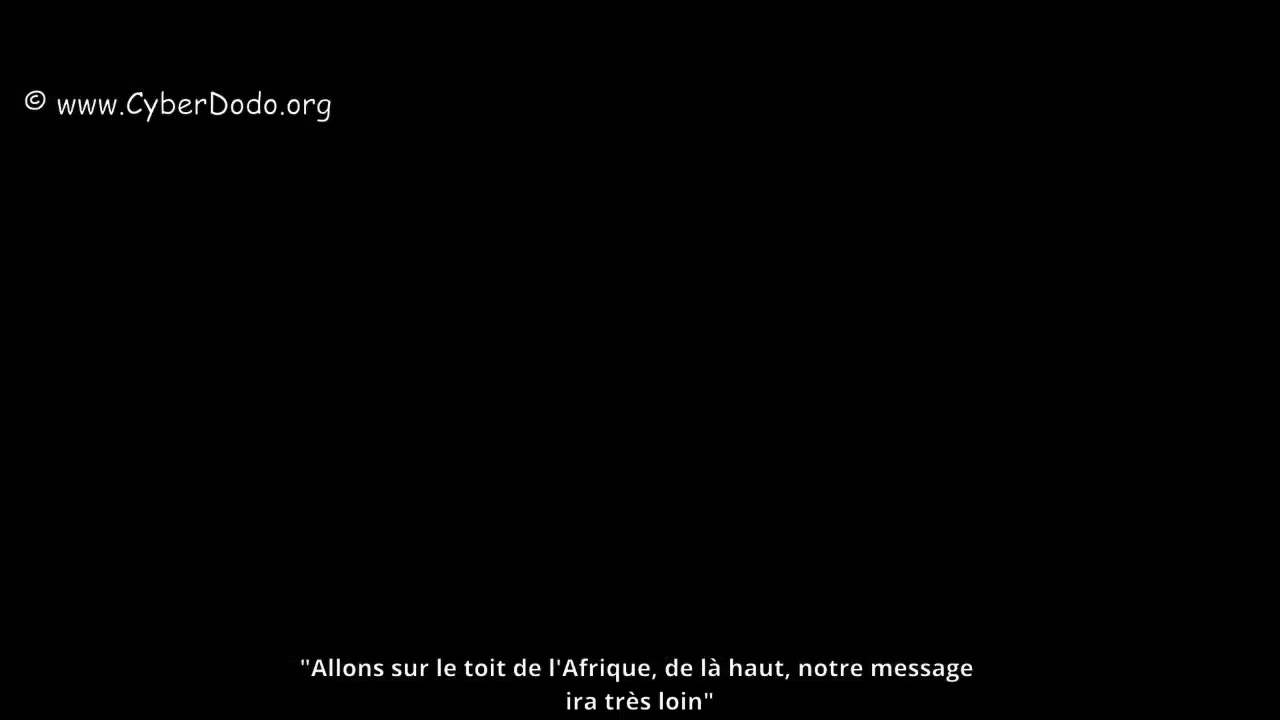 © www.CyberDodo.org
"Allons sur le toit de l'Afrique, de là haut, notre message
ira très loin"